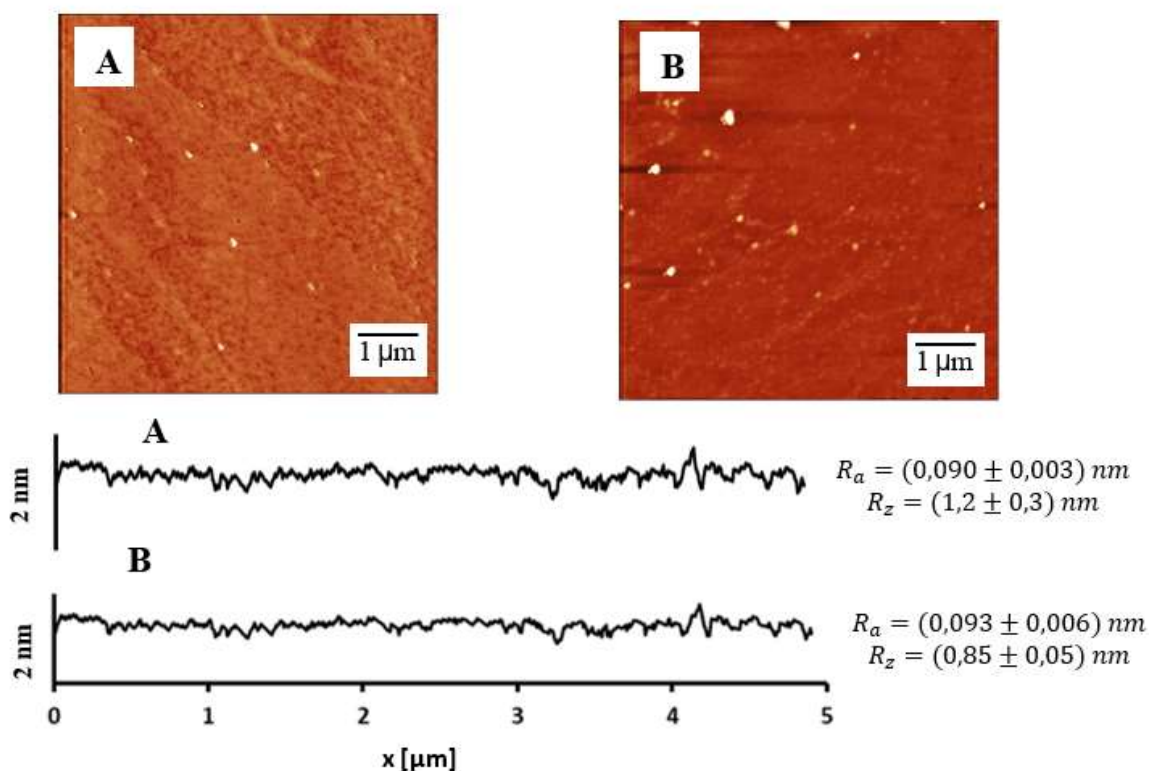 A
B
1 μm
1 μm
A
2 nm
R_a = (0,090 ± 0,003) nm
R_z = (1,2 ± 0,3) nm
B
2 nm
R_a = (0,093 ± 0,006) nm
R_z = (0,85 ± 0,05) nm
0 1 2 3 4 5
x [μm]